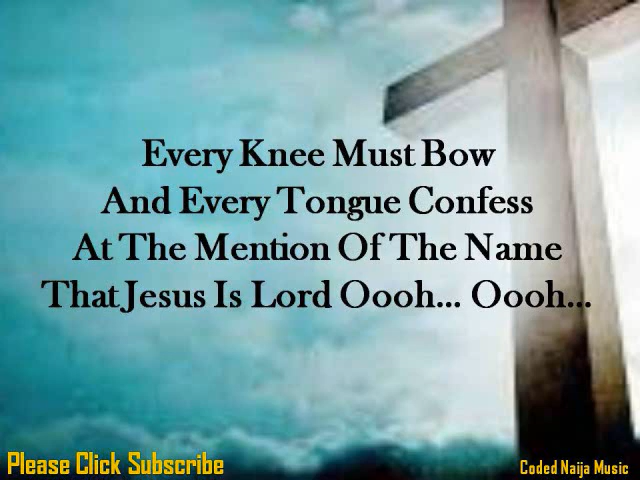 Every Knee Must Bow
And Every Tongue Confess
At The Mention Of The Name
That Jesus Is Lord Oooh... Oooh...
Please Click Subscribe
Coded Naija Music